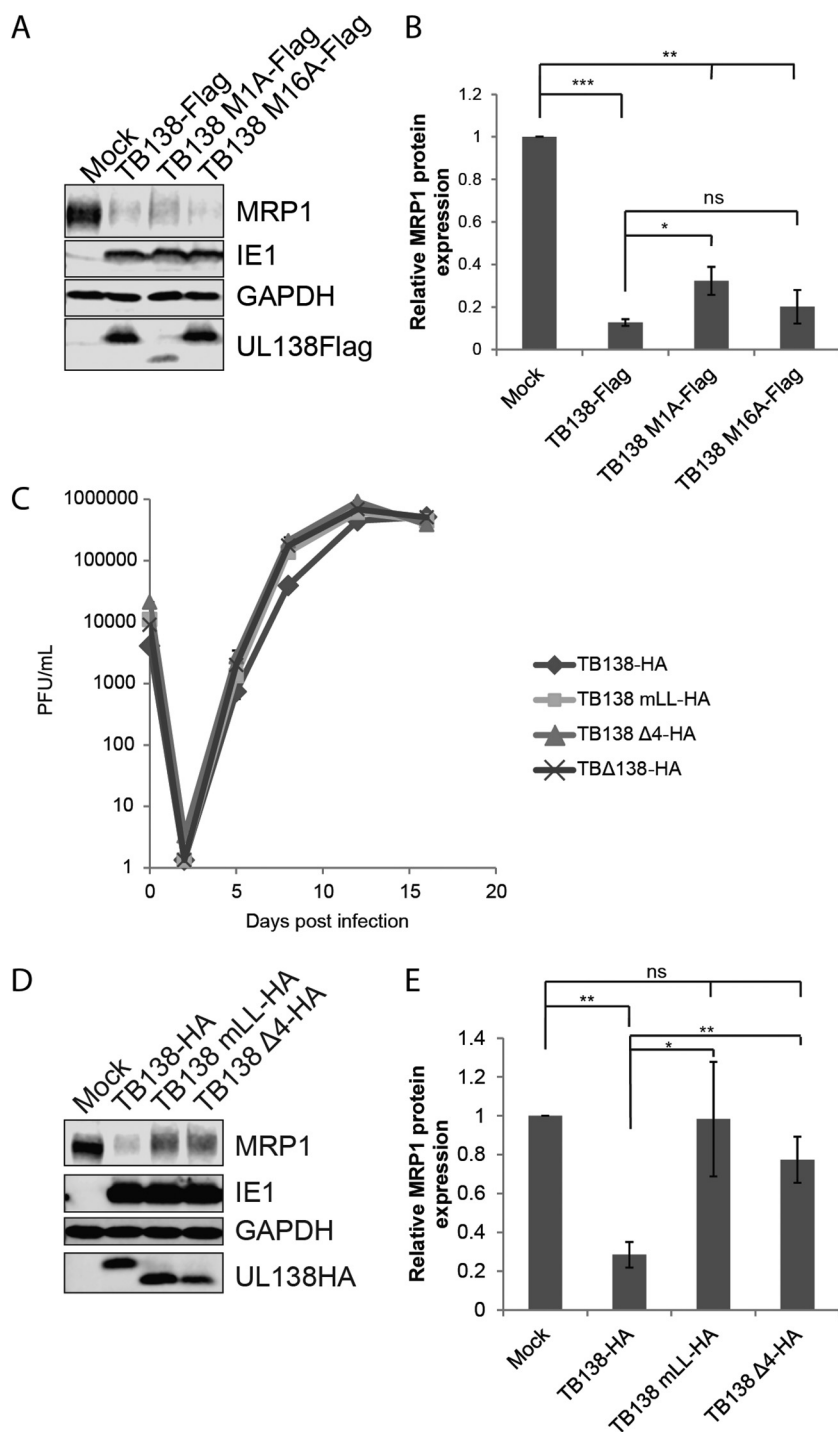 A
Mock
TB138-Flag
TB138 M1A-Flag
TB138 M16A-Flag
MRP1
IE1
GAPDH
UL138Flag
B
**
***
ns
*
Relative MRP1 protein
expression
1.2
1
0.8
0.6
0.4
0.2
0
Mock
TB138-Flag
TB138 M1A-Flag
TB138 M16A-Flag
C
PFU/mL
1000000
100000
10000
1000
100
10
1
0
5
10
15
20
Days post infection
TB138-HA
TB138 mLL-HA
TB138 Δ4-HA
TBΔ138-HA
D
Mock
TB138-HA
TB138 mLL-HA
TB138 Δ4-HA
MRP1
IE1
GAPDH
UL138HA
E
ns
**
**
*
Relative MRP1 protein
expression
1.4
1.2
1
0.8
0.6
0.4
0.2
0
Mock
TB138-HA
TB138 mLL-HA
TB138 Δ4-HA